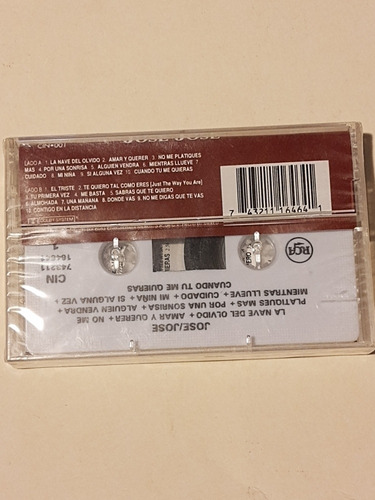 JOSE/JOSE
CIN•001
LADO A 1. LA NAVE DEL OLVIDO 2. AMAR Y QUERER 3. NO ME PLATIQUES
MAS 4. POR UNA SONRISA 5. ALGUIEN VENDRA 6. MIENTRAS LLUEVE 7
CUIDADO 8. MI NIÑA 9. SI ALGUNA VEZ 10. CUANDO TU ME QUIERAS
LADO B 1. EL TRISTE 2. TE QUIERO TAL COMO ERES (Just The Way You Are)
TU PRIMERA VEZ 4. ME BASTA 5. SABRAS QUE TE QUIERO
ALMOHADA 7. UNA MAÑANA 8. DONDE VAS 9. NO ME DIGAS QUE TE VAS
10. CONTIGO EN LA DISTANCIA
7 43211 16464 1
RCA
CIN
743211
1
JOSE/JOSE
LA NAVE DEL OLVIDO • AMAR Y QUERER • NO ME
PLATIQUES MAS • POR UNA SONRISA • ALGUIEN VENDRA •
MIENTRAS LLUEVE • CUIDADO • MI NIÑA • SI ALGUNA VEZ •
CUANDO TU ME QUIERAS